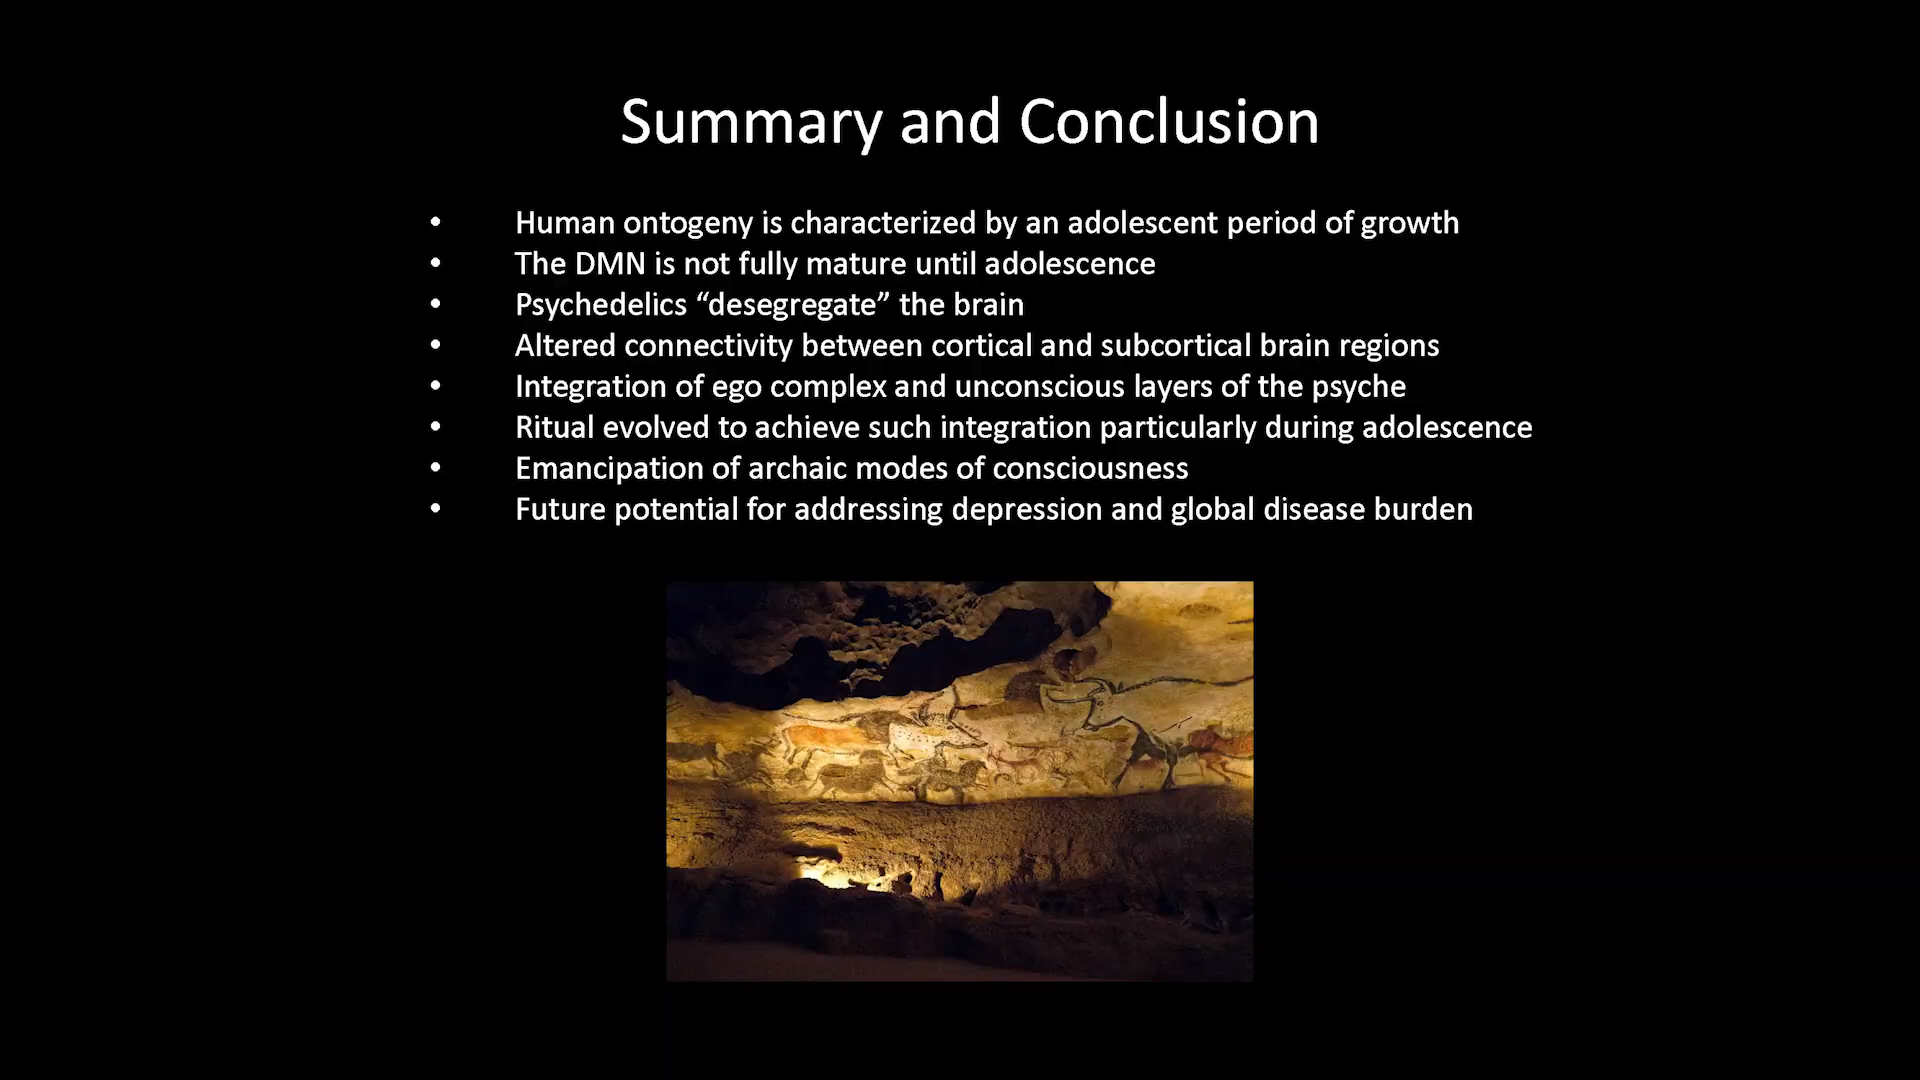 Summary and Conclusion
• Human ontogeny is characterized by an adolescent period of growth
• The DMN is not fully mature until adolescence
• Psychedelics “desegregate” the brain
• Altered connectivity between cortical and subcortical brain regions
• Integration of ego complex and unconscious layers of the psyche
• Ritual evolved to achieve such integration particularly during adolescence
• Emancipation of archaic modes of consciousness
• Future potential for addressing depression and global disease burden